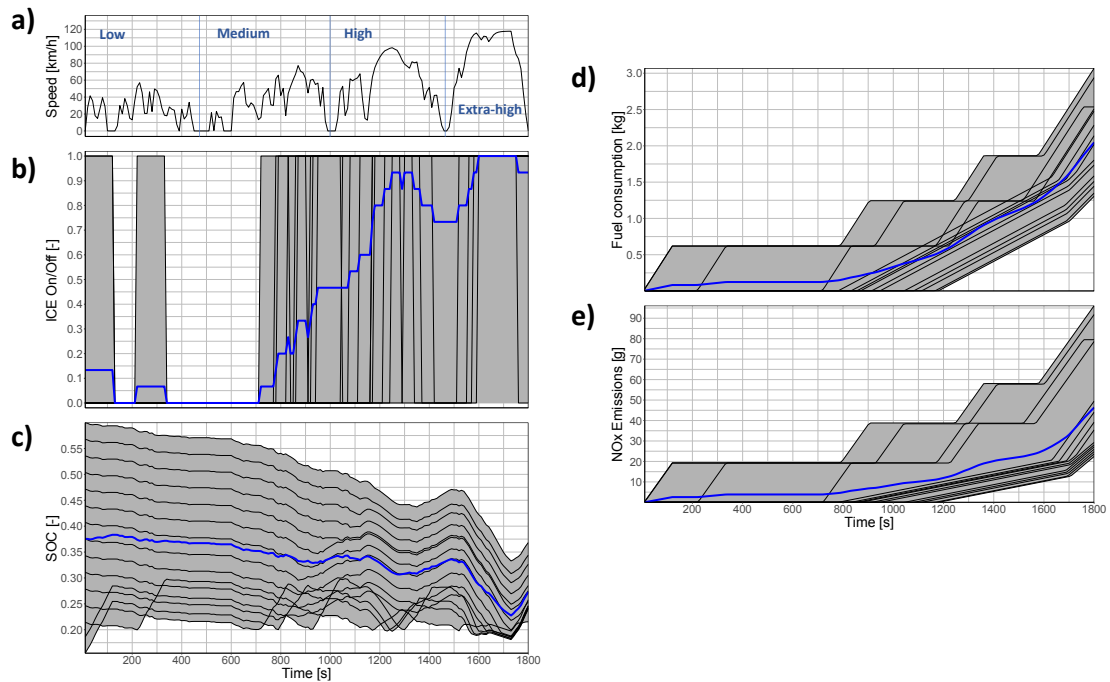 a)
Speed [km/h]
120
100
80
60
40
20
0
Low
Medium
High
Extra-high
b)
ICE On/Off [-]
1.0
0.9
0.8
0.7
0.6
0.5
0.4
0.3
0.2
0.1
0.0
c)
SOC [-]
0.55
0.50
0.45
0.40
0.35
0.30
0.25
0.20
200 400 600 800 1000 1200 1400 1600 1800
Time [s]
d)
Fuel consumption [kg]
3.0
2.5
2.0
1.5
1.0
0.5
e)
NOx Emissions [g]
90
80
70
60
50
40
30
20
10
200 400 600 800 1000 1200 1400 1600 1800
Time [s]